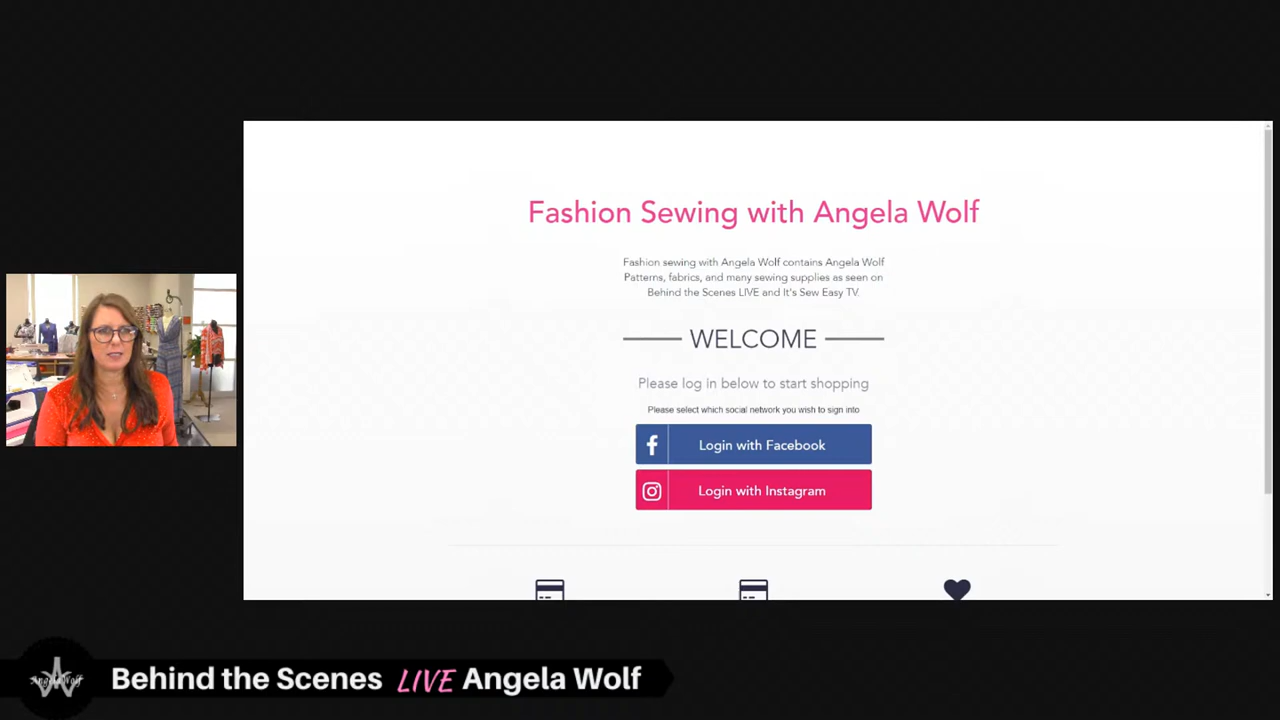 Fashion Sewing with Angela Wolf
Fashion sewing with Angela Wolf contains Angela Wolf
Patterns, fabrics, and many sewing supplies as seen on
Behind the Scenes LIVE and It's Sew Easy TV.
WELCOME
Please log in below to start shopping
Please select which social network you wish to sign into
Login with Facebook
Login with Instagram
Angela Wolf
Behind the Scenes LIVE Angela Wolf